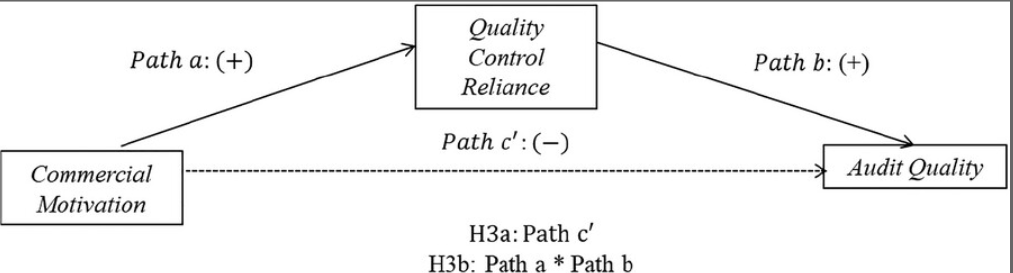 Quality
Control
Reliance
Path a: (+)
Path b: (+)
Path c′: (−)
Commercial
Motivation
Audit Quality
H3a: Path c′
H3b: Path a * Path b